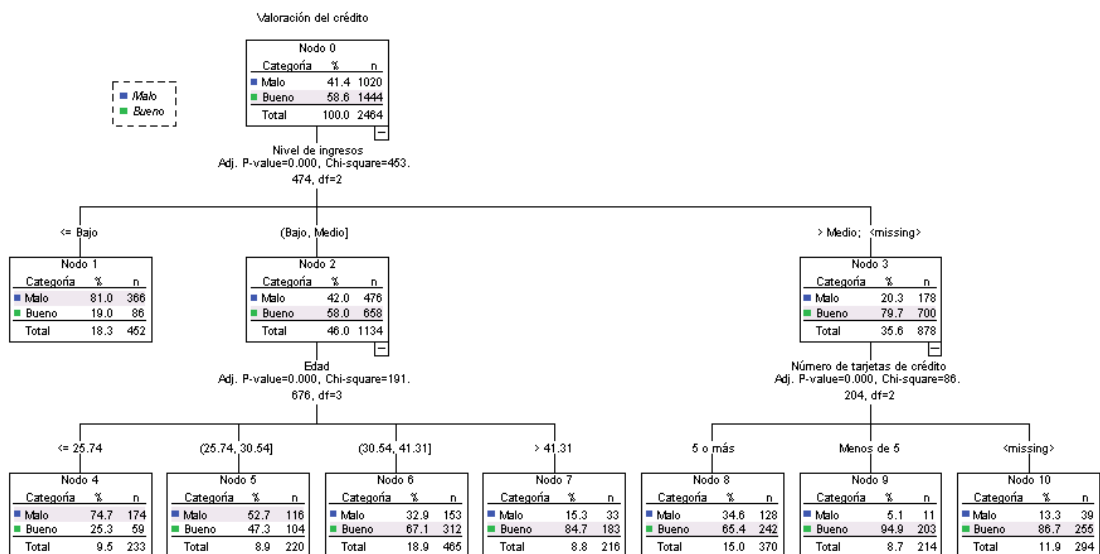 Valoración del crédito
Malo
Bueno
Nodo 0
Categoría % n
Malo 41.4 1020
Bueno 58.6 1444
Total 100.0 2464
Nivel de ingresos
Adj. P-value=0.000, Chi-square=453.
474, df=2
<= Bajo
(Bajo, Medio]
> Medio; <missing>
Nodo 1
Categoría % n
Malo 81.0 366
Bueno 19.0 86
Total 18.3 452
Nodo 2
Categoría % n
Malo 42.0 476
Bueno 58.0 658
Total 46.0 1134
Nodo 3
Categoría % n
Malo 20.3 178
Bueno 79.7 700
Total 35.6 878
Edad
Adj. P-value=0.000, Chi-square=191.
676, df=3
Número de tarjetas de crédito
Adj. P-value=0.000, Chi-square=86.
204, df=2
<= 25.74
(25.74, 30.54]
(30.54, 41.31]
> 41.31
5 o más
Menos de 5
<missing>
Nodo 4
Categoría % n
Malo 74.7 174
Bueno 25.3 59
Total 9.5 233
Nodo 5
Categoría % n
Malo 52.7 116
Bueno 47.3 104
Total 8.9 220
Nodo 6
Categoría % n
Malo 32.9 153
Bueno 67.1 312
Total 18.9 465
Nodo 7
Categoría % n
Malo 15.3 33
Bueno 84.7 183
Total 8.8 216
Nodo 8
Categoría % n
Malo 34.6 128
Bueno 65.4 242
Total 15.0 370
Nodo 9
Categoría % n
Malo 5.1 11
Bueno 94.9 203
Total 8.7 214
Nodo 10
Categoría % n
Malo 13.3 39
Bueno 86.7 255
Total 11.9 294